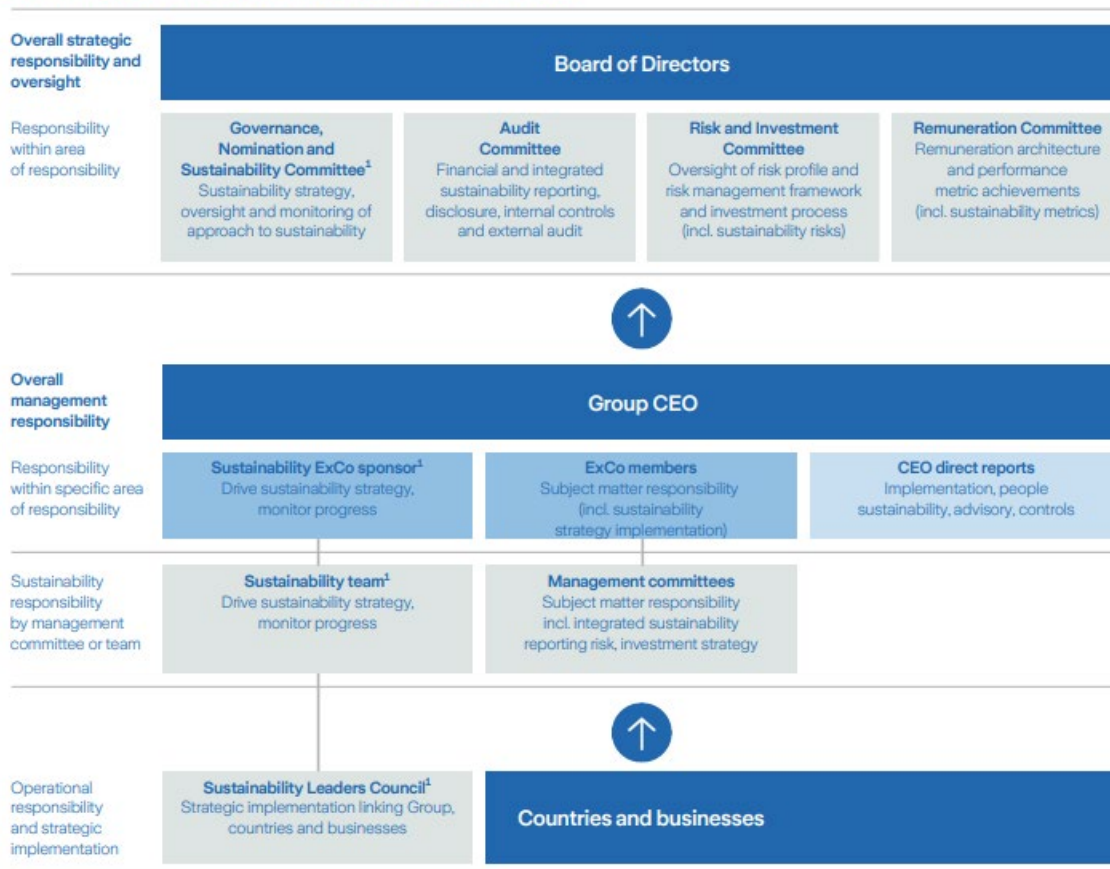 Overall strategic
responsibility and
oversight
Board of Directors
Responsibility
within area
of responsibility
Governance,
Nomination and
Sustainability Committee¹
Sustainability strategy,
oversight and monitoring of
approach to sustainability
Audit
Committee
Financial and integrated
sustainability reporting,
disclosure, internal controls
and external audit
Risk and Investment
Committee
Oversight of risk profile and
risk management framework
and investment process
(incl. sustainability risks)
Remuneration Committee
Remuneration architecture
and performance
metric achievements
(incl. sustainability metrics)
Overall
management
responsibility
Group CEO
Responsibility
within specific area
of responsibility
Sustainability ExCo sponsor¹
Drive sustainability strategy,
monitor progress
ExCo members
Subject matter responsibility
(incl. sustainability
strategy implementation)
CEO direct reports
Implementation, people
sustainability, advisory, controls
Sustainability
responsibility
by management
committee or team
Sustainability team¹
Drive sustainability strategy,
monitor progress
Management committees
Subject matter responsibility
incl. integrated sustainability
reporting risk, investment strategy
Operational
responsibility
and strategic
implementation
Sustainability Leaders Council¹
Strategic implementation linking Group,
countries and businesses
Countries and businesses